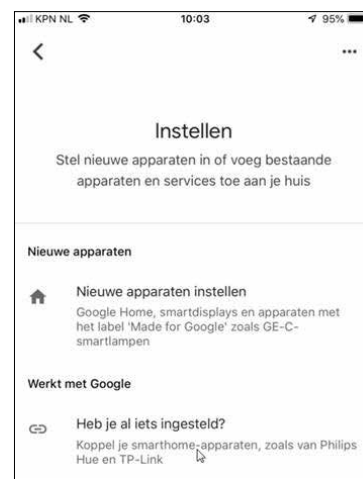 KPN NL 10:03 95%
Instellen
Stel nieuwe apparaten in of voeg bestaande
apparaten en services toe aan je huis
Nieuwe apparaten
Nieuwe apparaten instellen
Google Home, smartdisplays en apparaten met
het label 'Made for Google' zoals GE-C-
smartlampen
Werkt met Google
Heb je al iets ingesteld?
Koppel je smarthome-apparaten, zoals van Philips
Hue en TP-Link